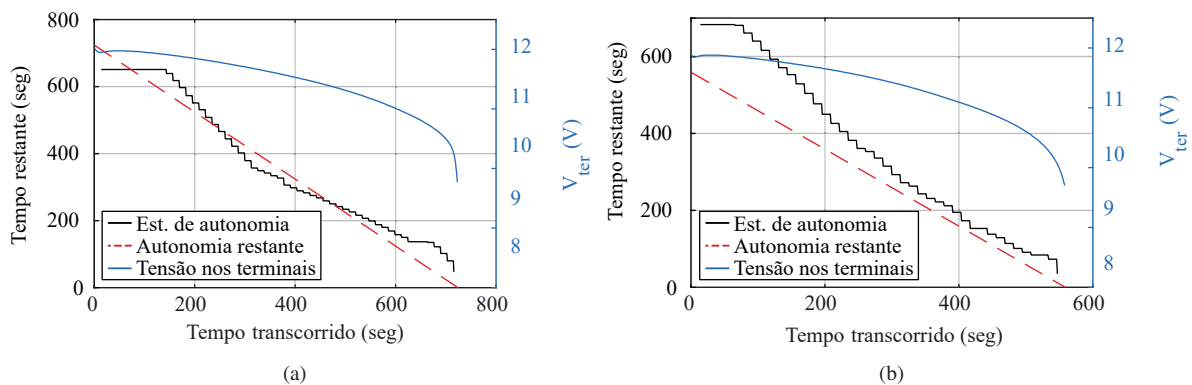 800
600
400
200
0
Tempo restante (seg)
12
11
10
9
8
V_ter (V)
Est. de autonomia
Autonomia restante
Tensão nos terminais
0
200
400
600
800
Tempo transcorrido (seg)
(a)
600
400
200
0
Tempo restante (seg)
12
11
10
9
8
V_ter (V)
Est. de autonomia
Autonomia restante
Tensão nos terminais
0
200
400
600
Tempo transcorrido (seg)
(b)